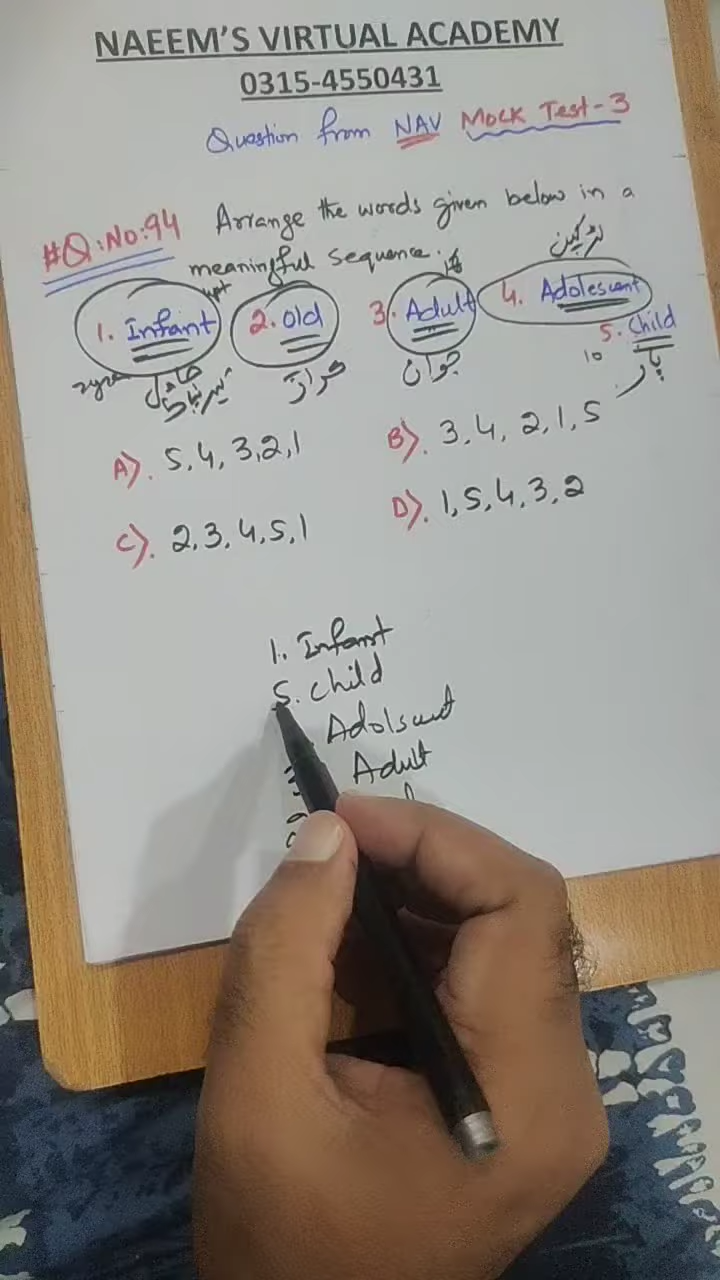 NAEEM'S VIRTUAL ACADEMY
0315-4550431
Question from NAV Mock Test-3
#Q:No:94 Arrange the words given below in a
meaningful sequence.
1. Infant 2. Old 3. Adult 4. Adolescent
5. Child
10
جوان
A). 5,4,3,2,1
B). 3,4,2,1,5
C). 2,3,4,5,1
D). 1,5,4,3,2
1. Infant
5. Child
Adolscent
Adult